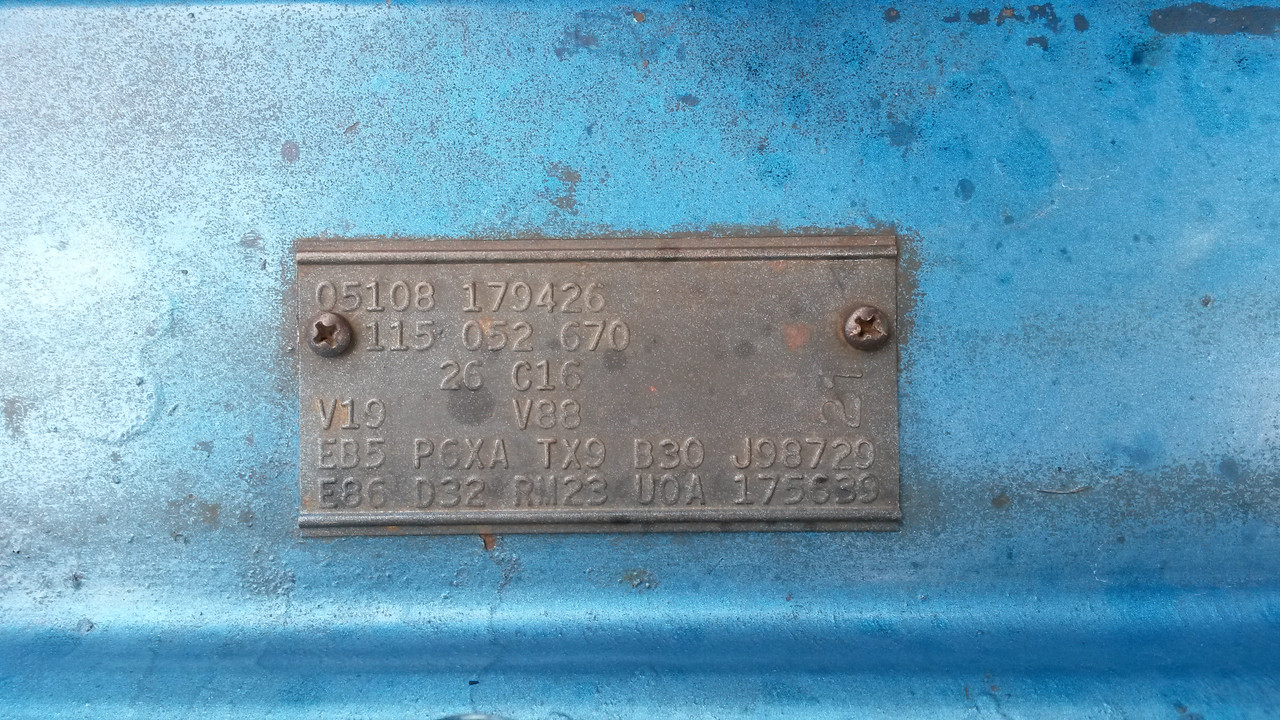 05108 179426
115 052 670
26 C16
V19 V88
EB5 P6XA TX9 B30 J98729
E86 D32 RM23 U0A 175639
21